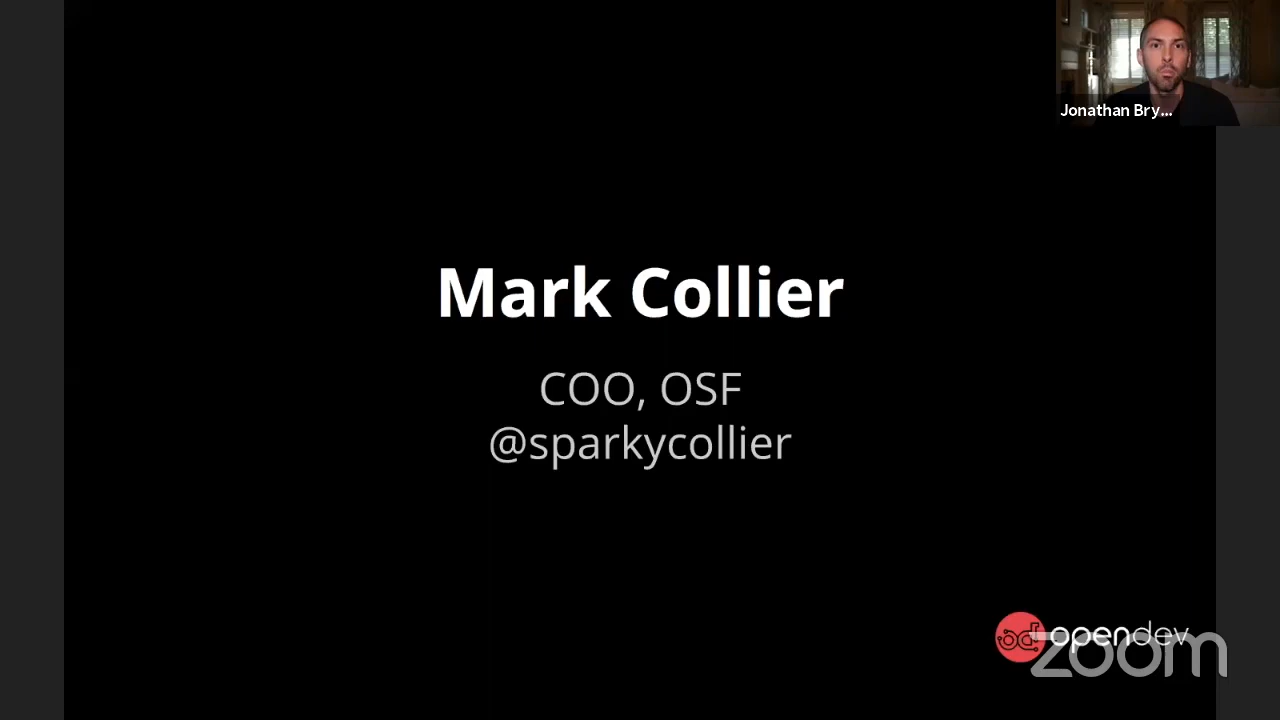 Jonathan Bry...
Mark Collier
COO, OSF
@sparkycollier
opendev
zoom